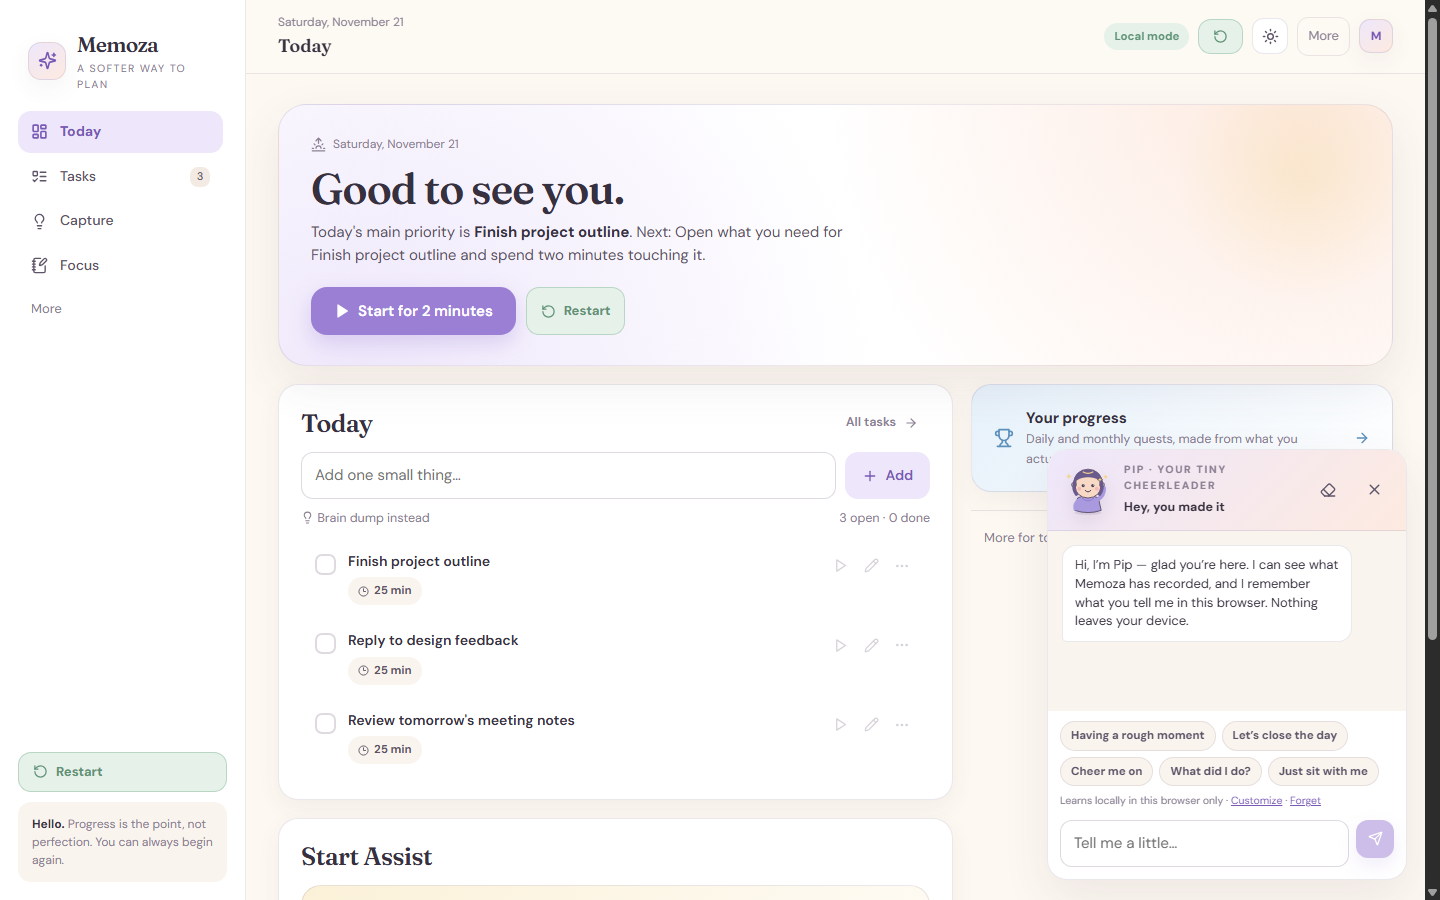 Memoza
A SOFTER WAY TO
PLAN
Today
Tasks
3
Capture
Focus
More
Restart
Hello. Progress is the point, not
perfection. You can always begin
again.
Saturday, November 21
Today
Local mode
More
M
Saturday, November 21
Good to see you.
Today's main priority is Finish project outline. Next: Open what you need for
Finish project outline and spend two minutes touching it.
Start for 2 minutes
Restart
Today
All tasks
Add one small thing...
Add
Brain dump instead
3 open · 0 done
Finish project outline
25 min
Reply to design feedback
25 min
Review tomorrow's meeting notes
25 min
Start Assist
Your progress
Daily and monthly quests, made from what you
More for
PIP · YOUR TINY
CHEERLEADER
Hey, you made it
Hi, I’m Pip — glad you’re here. I can see what
Memoza has recorded, and I remember
what you tell me in this browser. Nothing
leaves your device.
Having a rough moment
Let’s close the day
Cheer me on
What did I do?
Just sit with me
Learns locally in this browser only · Customize · Forget
Tell me a little...